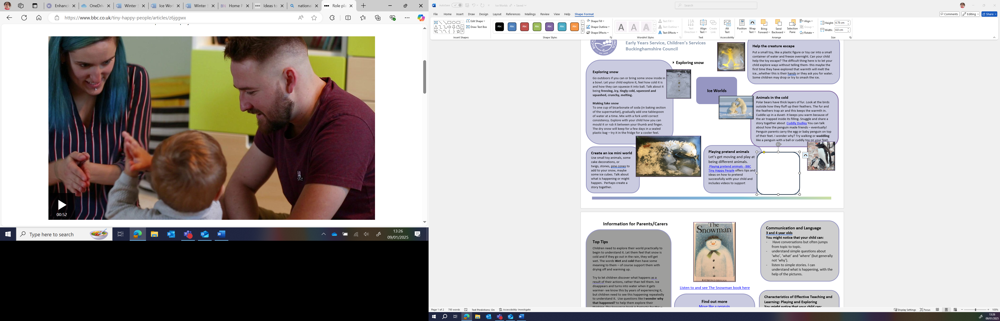 Enhanci
OneDriv
Winter S
Ice Worl
Winter S
Home P
Ideas to
national
Role pla
https://www.bbc.co.uk/tiny-happy-people/articles/z6jggwx
00:52
Type here to search
13:26
09/01/2025
AutoSave
Ice Worlds
Saved
Search
File Home Insert Draw Design Layout References Mailings Review View Help Shape Format
Comments
Editing
Share
Edit Shape
Draw Text Box
Insert Shapes
Abc Abc Abc Abc Abc Abc Abc
Shape Fill
Shape Outline
Shape Effects
Shape Styles
Text Fill
Text Outline
Text Effects
WordArt Styles
Text Direction
Align Text
Create Link
Text
Alt Text
Accessibility
Position
Wrap Text
Bring Forward
Send Backward
Selection Pane
Align
Group
Rotate
Arrange
Height: 4.78 cm
Width: 4.8 cm
Size
Early Years Service, Children's Services
Buckinghamshire Council
Exploring snow
Exploring snow
Go outdoors if you can or bring some snow inside in
a bowl. Let your child explore it, feel how cold it is
and how they can squeeze it into ball. Talk about it
being freezing, icy, tingly cold, squeezed and
squashed, crunchy, melting.
Making fake snow
To one cup of bicarbonate of soda (in baking section
of the supermarket), gradually add one tablespoon
of water at a time. Mix with a fork until correct
consistency. Explore with your child how you can
mould it or rub it between your thumb and finger.
The dry snow will keep for a few days in a sealed
plastic bag – try it in the fridge for a cooler feel.
Ice Worlds
Help the creature escape
Put a small toy, like a plastic figure or toy car into a small
container of water and freeze overnight. Can your child
help the toy escape? The difficult thing here is to let your
child explore ways without telling them- this maybe the
first time they have explored that warmth will melt the
ice...whether this is their hands or they ask you for water.
Some children may drop or try to smash the ice.
Animals in the cold
Polar bears have thick layers of fur. Look at the birds
outside how they fluff up their feathers. The fur and
the feathers trap air and this keeps the warmth in.
Cuddle up in a duvet- it keeps you warm because of
the air trapped inside its filling. Snuggle and share a
story together about Cuddly Dudley You can talk
about how the penguin made friends – eventually!
Penguin parents carry the egg or baby penguin on top
of their feet. I wonder why? Try walking or waddling
like a penguin with a ball or cuddly toy on your feet.
Create an ice mini world
Use small toy animals, some
cake decorations, or
twigs, stones, pine cones to
add to your snow, maybe
some ice cubes. Talk about
what is happening or might
happen. Perhaps create a
story together.
Playing pretend animals
Let's get moving and play at
being different animals.
Playing pretend animals - BBC
Tiny Happy People offers tips and
ideas on how to pretend
successfully with your child and
includes videos to support
Information for Parents/Carers
Top Tips
Children need to explore their world practically to
begin to understand it. Let them feel that snow is
cold and if they go out in the rain, they will get
wet. The words Wet and cold then have some
meaning to them – of course support them with
drying off and warming up.
Try to let children discover what happens as a
result of their actions, rather than tell them. Ice
disappears and turns into water when it gets
warmer- we know this by years of experiencing it,
but children need to see this happening repeatedly
to understand it. Use questions like I wonder why
that happened? to help them explore their
thinking. The Snowman book is fantastic for this –
The
Snowman
RAYMOND BRIGGS
Listen to and see The Snowman book here
Find out more
Move like a penguin
Communication and Language
3 and 4 year olds
You might notice that your child can:
- Have conversations but often jumps
from topic to topic.
- understand simple questions about
'who', 'what' and 'where' (but generally
not 'why').
- listen to simple stories. I can
understand what is happening, with the
help of the pictures.
Characteristics of Effective Teaching and
Learning: Playing and Exploring
You might notice that your child can:
Page 1 of 2
795 words
Text Predictions: On
Accessibility: Investigate
Display Settings
Focus
105%
13:26
09/01/2025